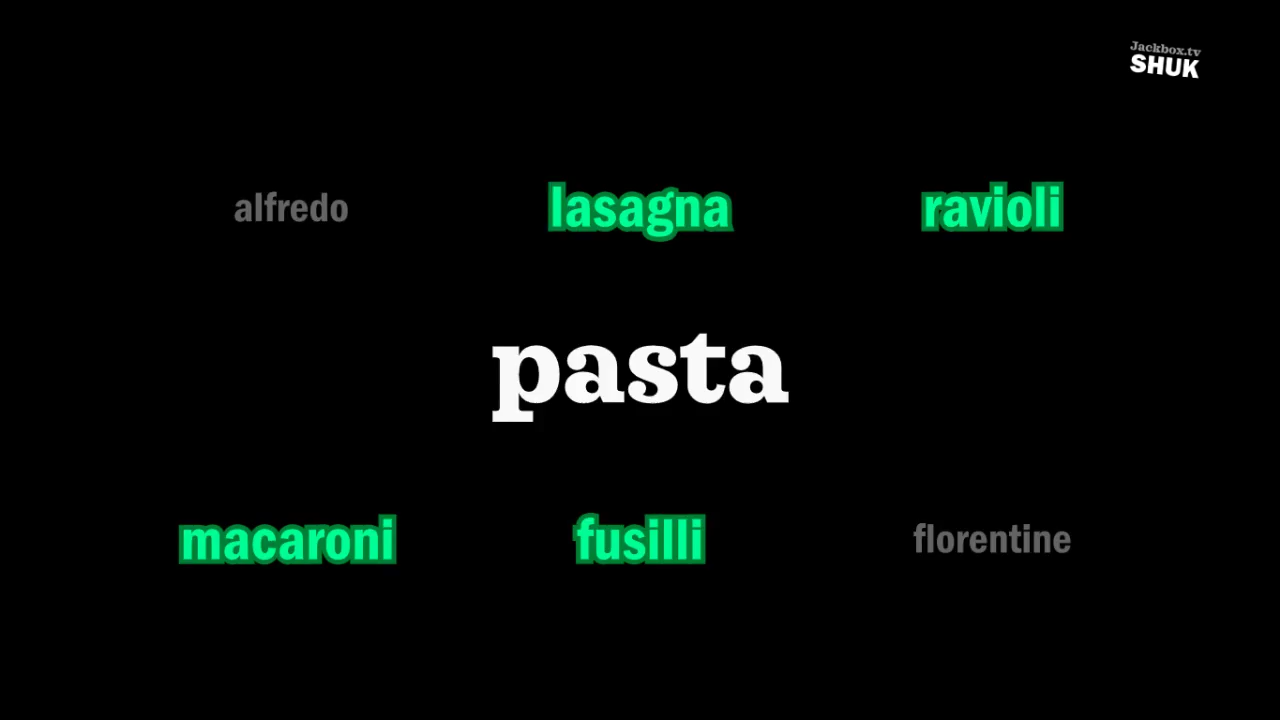 Jackbox.tv
SHUK
alfredo lasagna ravioli
pasta
macaroni fusilli florentine